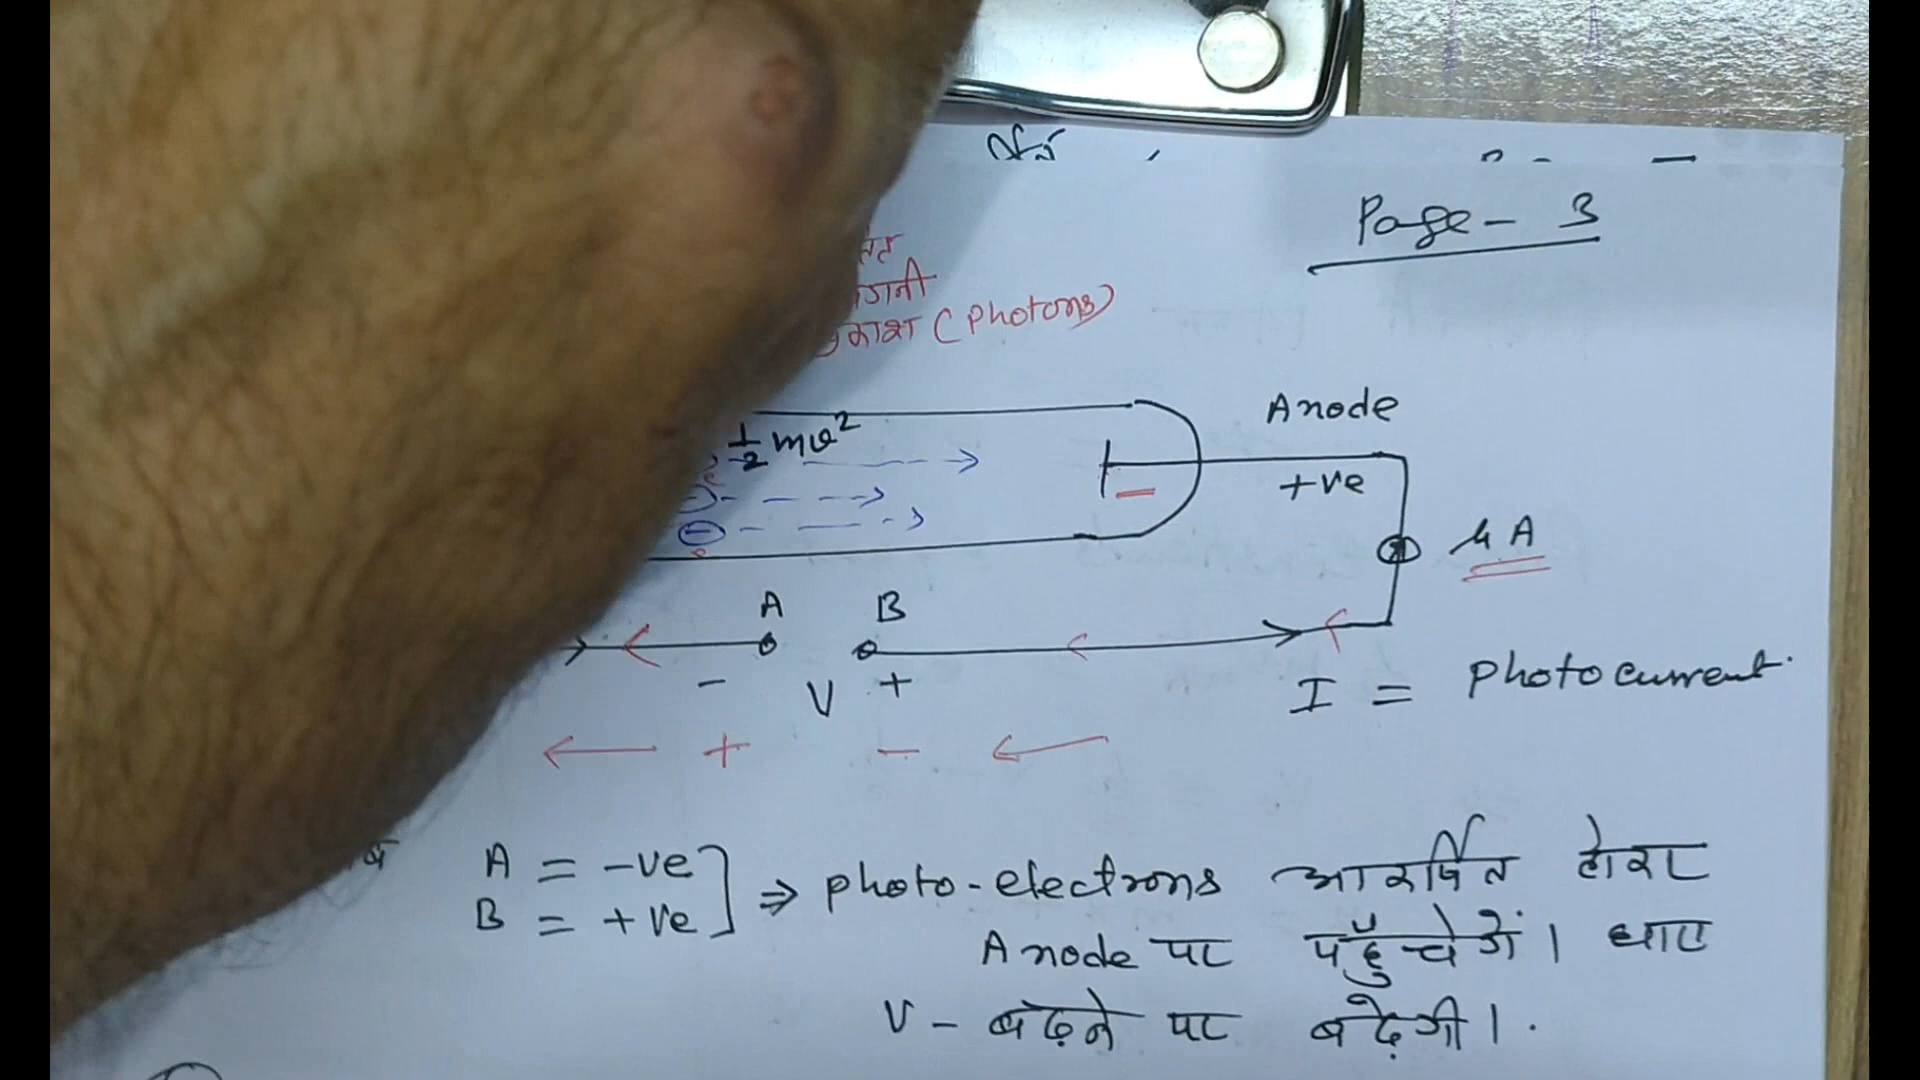 Page - 3
(Photons)
Anode
½ mv²
+ve
−
μA
A B
− V +
I = Photo current.
← + − ←
A = -ve
B = +ve ] ⇒ photo-electrons आकर्षित होकर
Anode पर पहुँचेगें। धारा
V - बढ़ने पर बढ़ेगी।